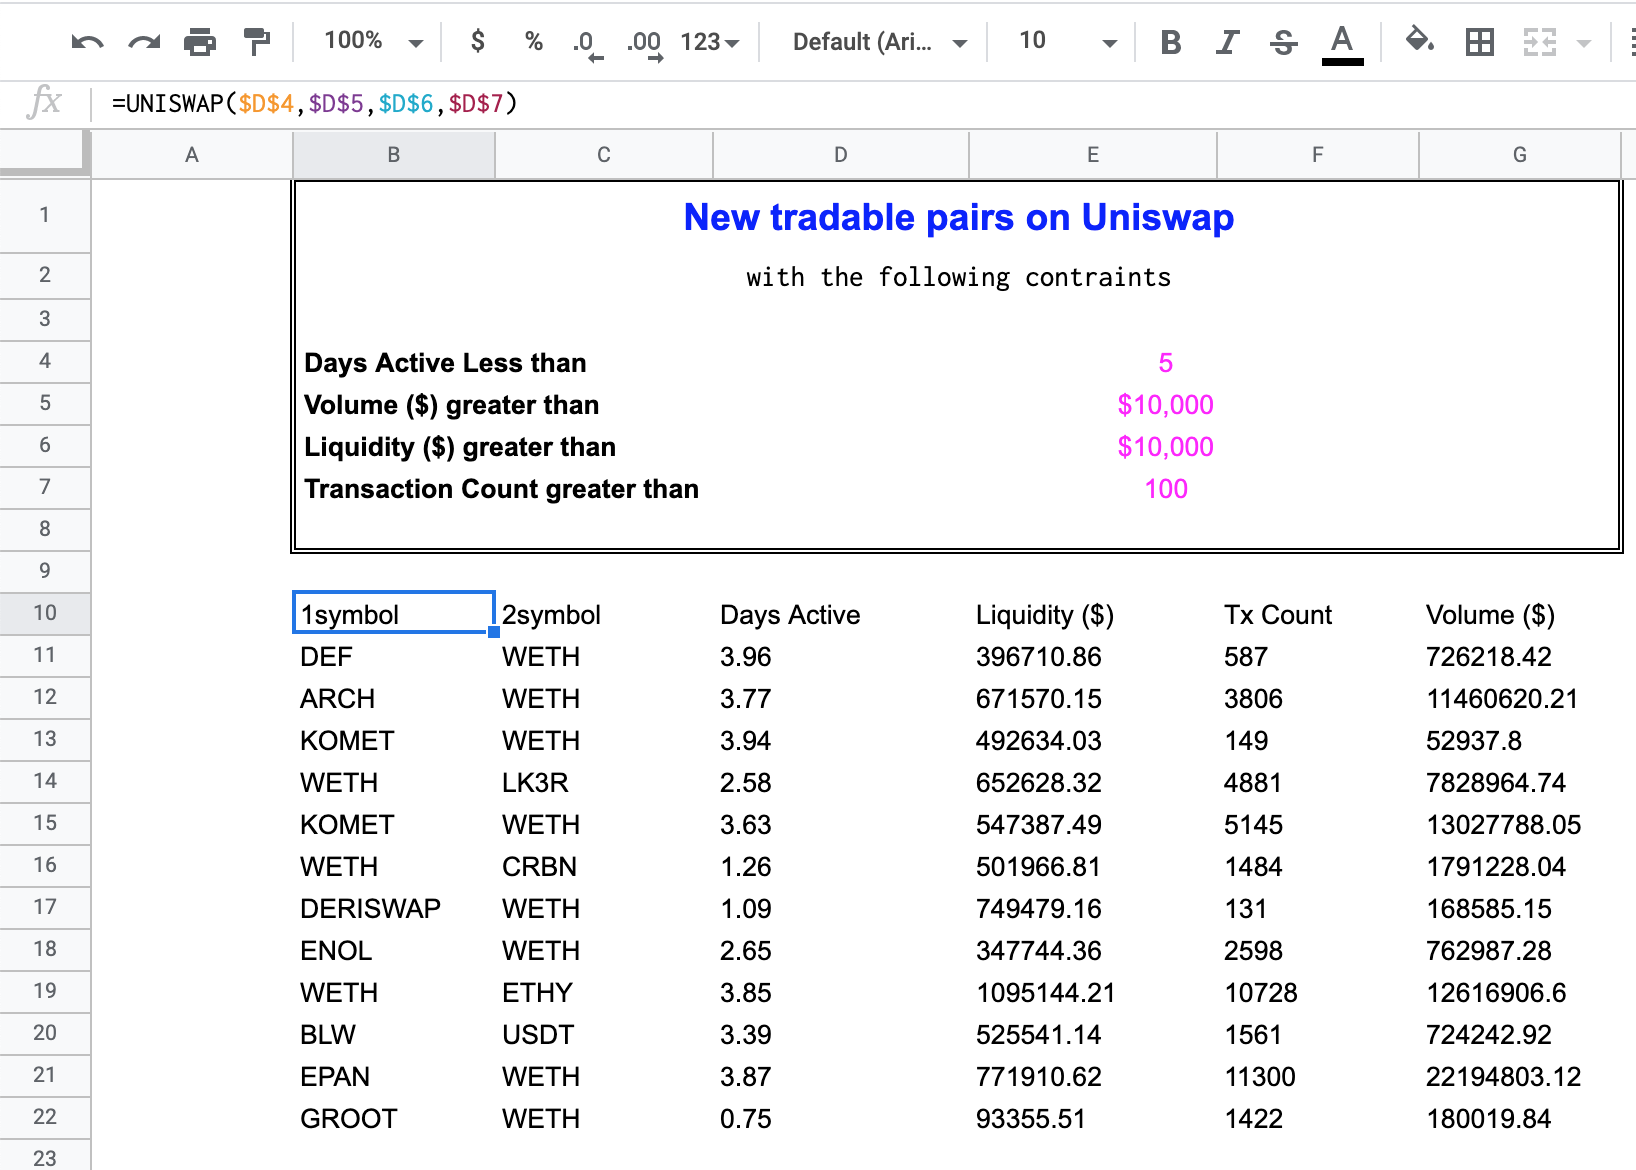 100% $ % .0 .00 123 Default (Ari... 10 B I S A
fx =UNISWAP($D$4,$D$5,$D$6,$D$7)
A B C D E F G
1 New tradable pairs on Uniswap
2 with the following contraints
3
4 Days Active Less than 5
5 Volume ($) greater than $10,000
6 Liquidity ($) greater than $10,000
7 Transaction Count greater than 100
8
9
10 1symbol 2symbol Days Active Liquidity ($) Tx Count Volume ($)
11 DEF WETH 3.96 396710.86 587 726218.42
12 ARCH WETH 3.77 671570.15 3806 11460620.21
13 KOMET WETH 3.94 492634.03 149 52937.8
14 WETH LK3R 2.58 652628.32 4881 7828964.74
15 KOMET WETH 3.63 547387.49 5145 13027788.05
16 WETH CRBN 1.26 501966.81 1484 1791228.04
17 DERISWAP WETH 1.09 749479.16 131 168585.15
18 ENOL WETH 2.65 347744.36 2598 762987.28
19 WETH ETHY 3.85 1095144.21 10728 12616906.6
20 BLW USDT 3.39 525541.14 1561 724242.92
21 EPAN WETH 3.87 771910.62 11300 22194803.12
22 GROOT WETH 0.75 93355.51 1422 180019.84
23